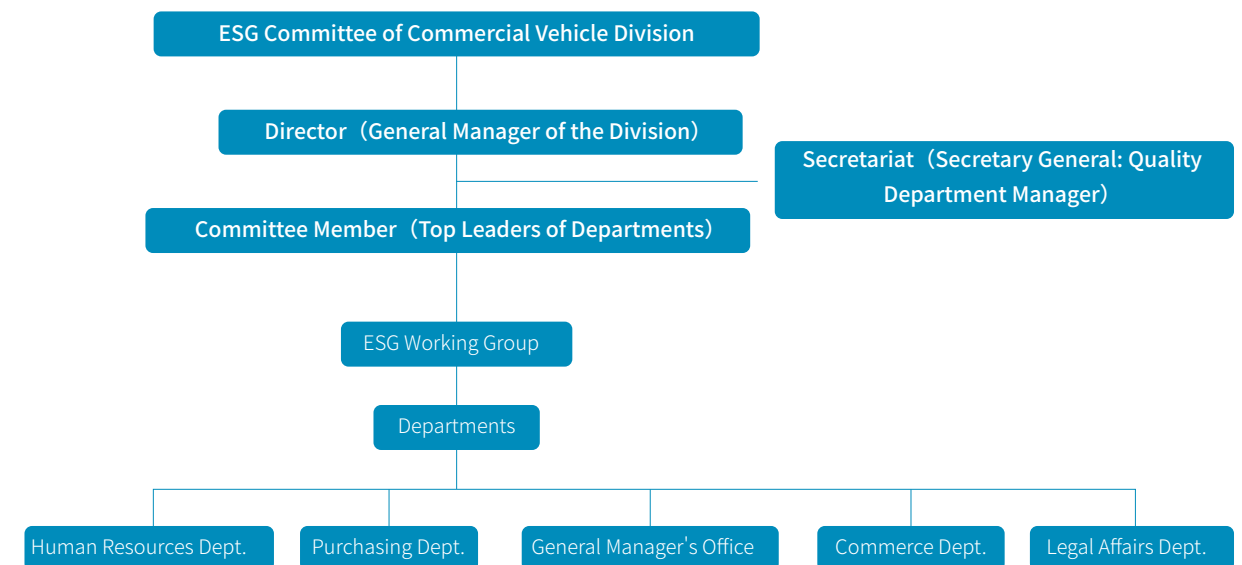 ESG Committee of Commercial Vehicle Division
Director（General Manager of the Division）
Secretariat（Secretary General: Quality
Department Manager）
Committee Member（Top Leaders of Departments）
ESG Working Group
Departments
Human Resources Dept.
Purchasing Dept.
General Manager's Office
Commerce Dept.
Legal Affairs Dept.